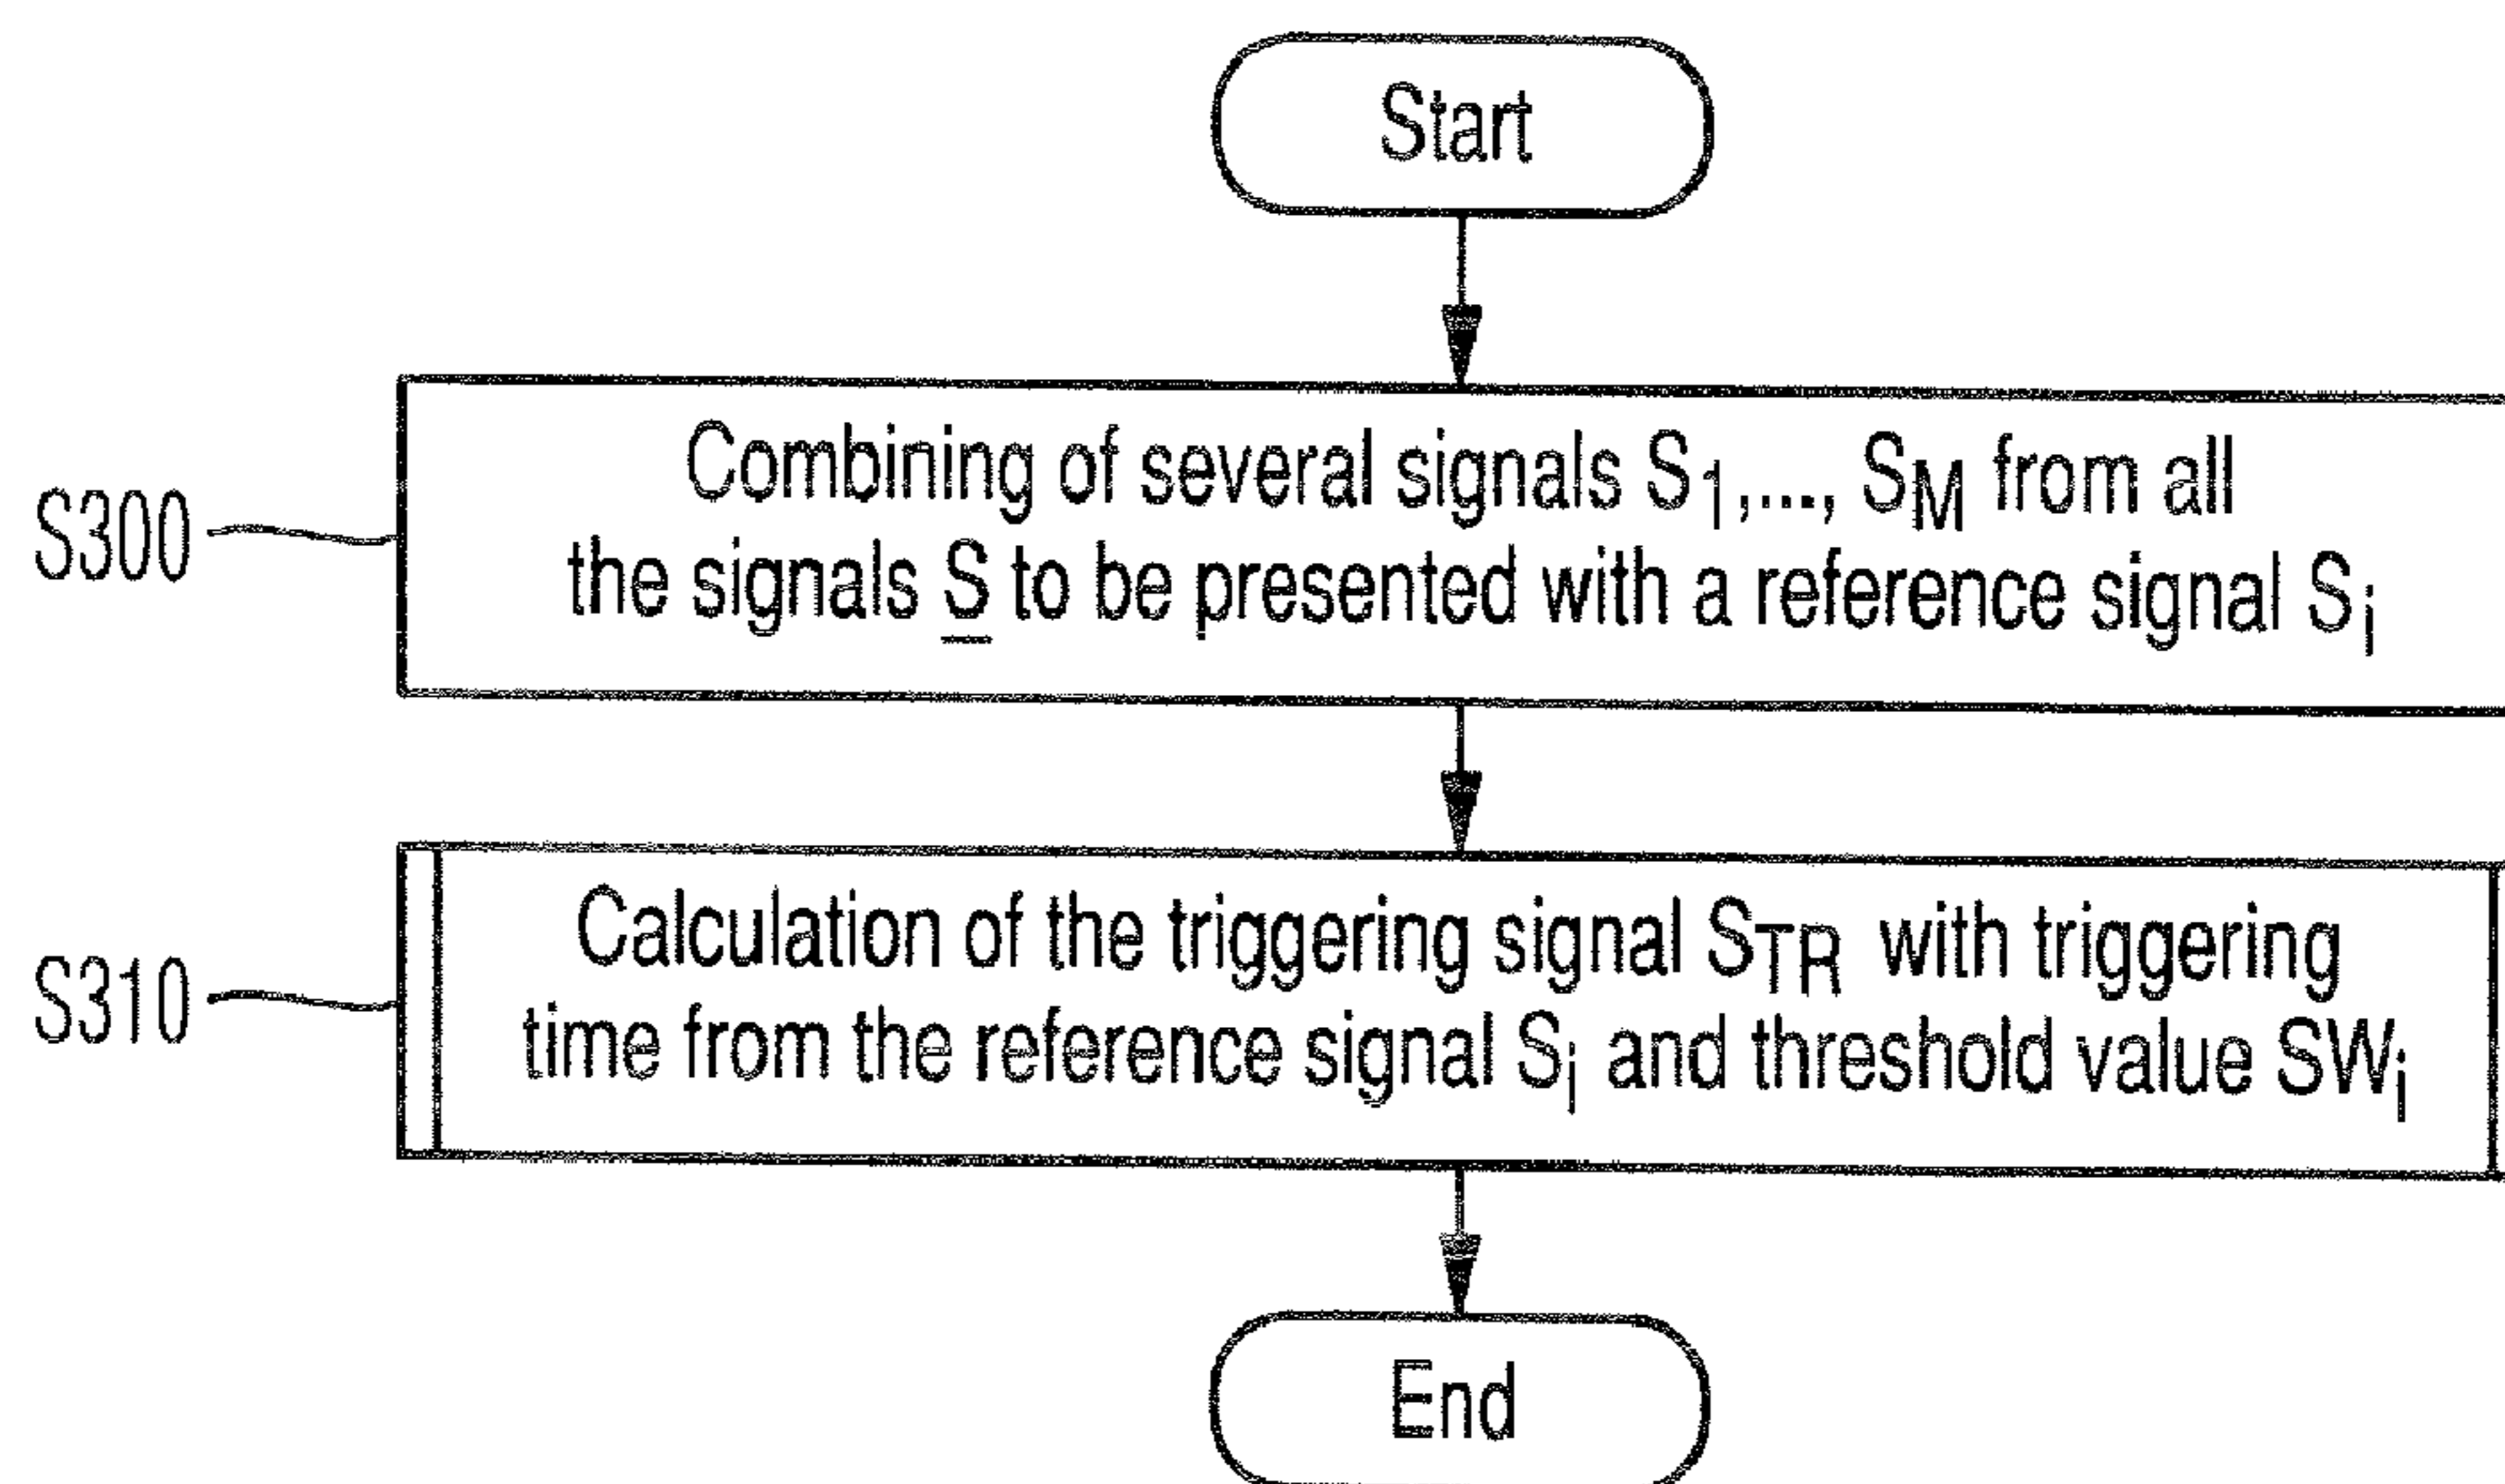 Start
S300
Combining of several signals S1,..., SM from all
the signals S to be presented with a reference signal Si
S310
Calculation of the triggering signal STR with triggering
time from the reference signal Si and threshold value SWi
End